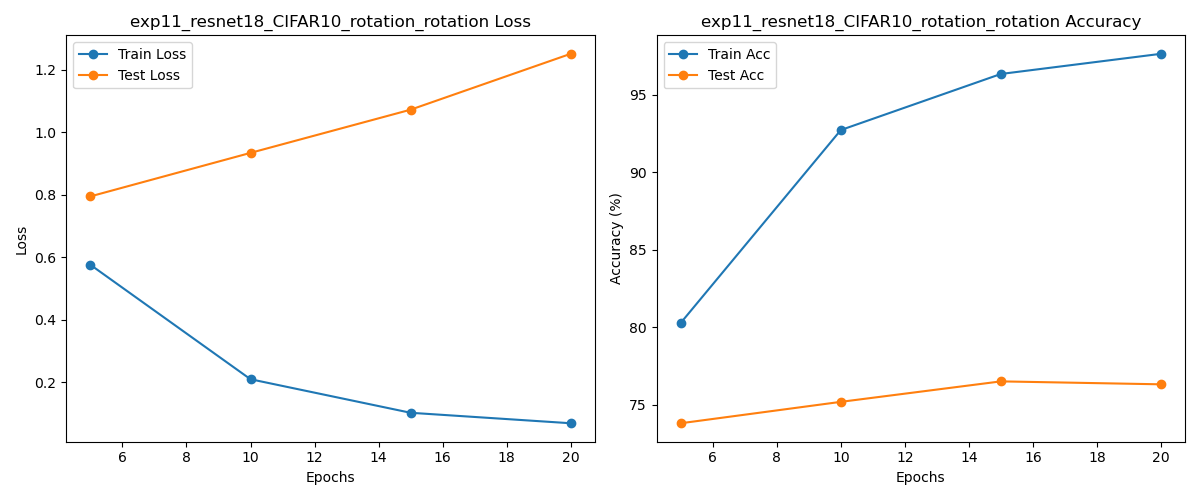 exp11_resnet18_CIFAR10_rotation_rotation Loss
Train Loss
Test Loss
1.2
1.0
0.8
0.6
0.4
0.2
Loss
6 8 10 12 14 16 18 20
Epochs
exp11_resnet18_CIFAR10_rotation_rotation Accuracy
Train Acc
Test Acc
95
90
85
80
75
Accuracy (%)
6 8 10 12 14 16 18 20
Epochs